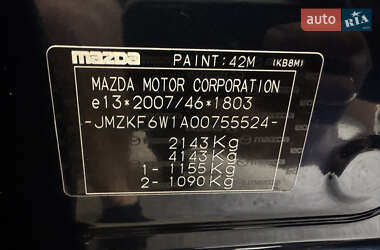 auto RIA
mazda PAINT: 42M (KB8M)
MAZDA MOTOR CORPORATION
e13*2007/46*1803
-JMZKF6W1A00755524-
2143 Kg
4143 Kg
1- 1155 Kg
2- 1090 Kg